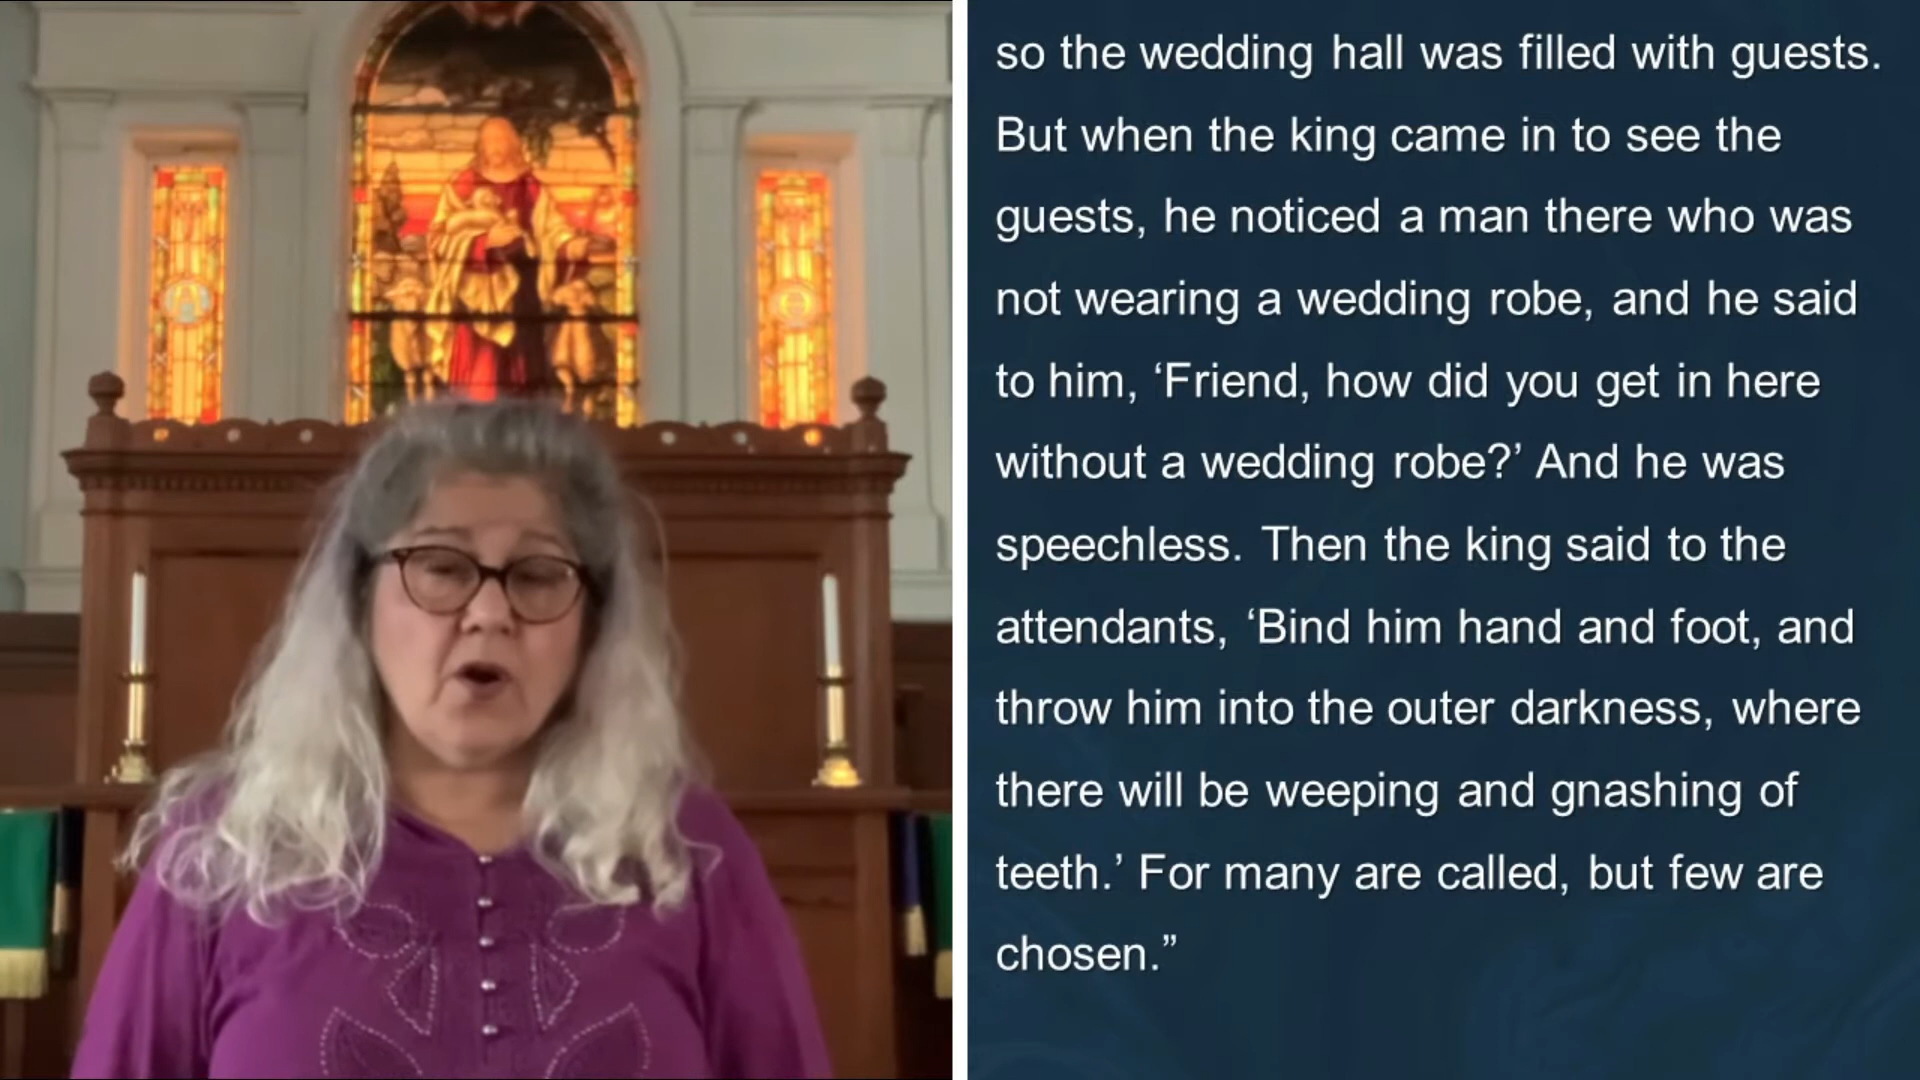 so the wedding hall was filled with guests.
But when the king came in to see the
guests, he noticed a man there who was
not wearing a wedding robe, and he said
to him, ‘Friend, how did you get in here
without a wedding robe?’ And he was
speechless. Then the king said to the
attendants, ‘Bind him hand and foot, and
throw him into the outer darkness, where
there will be weeping and gnashing of
teeth.’ For many are called, but few are
chosen.”